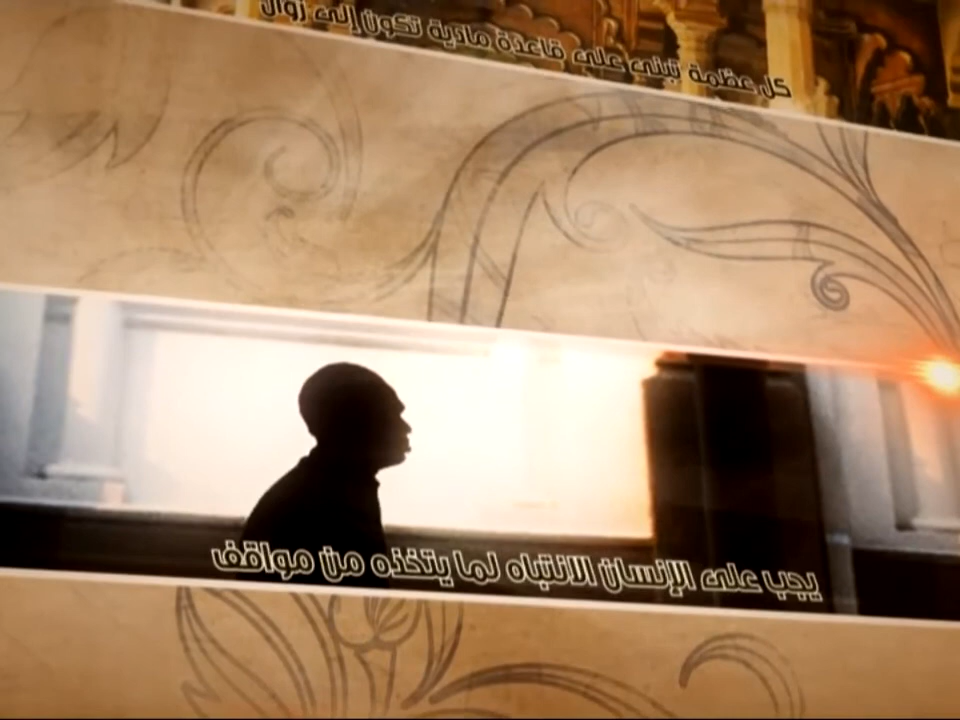 كل عظمة تبنى على قاعدة مادية تكون إلى زوال
يجب على الإنسان الانتباه لما يتخذه من مواقف